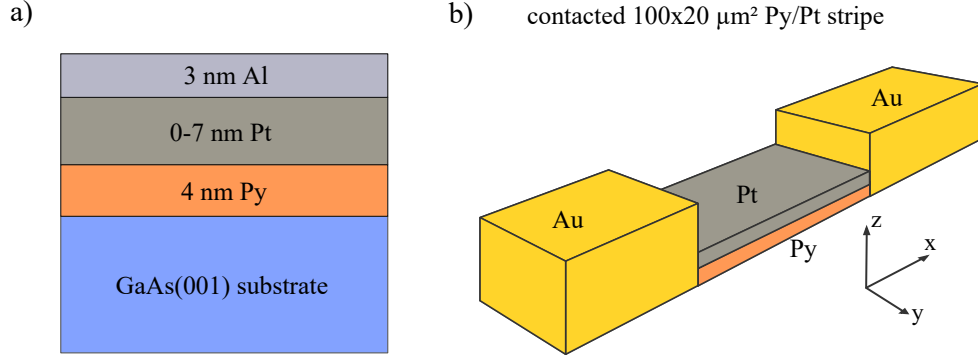 a)
3 nm Al
0-7 nm Pt
4 nm Py
GaAs(001) substrate
b)
contacted 100x20 µm² Py/Pt stripe
Au
Pt
Au
Py
z
x
y